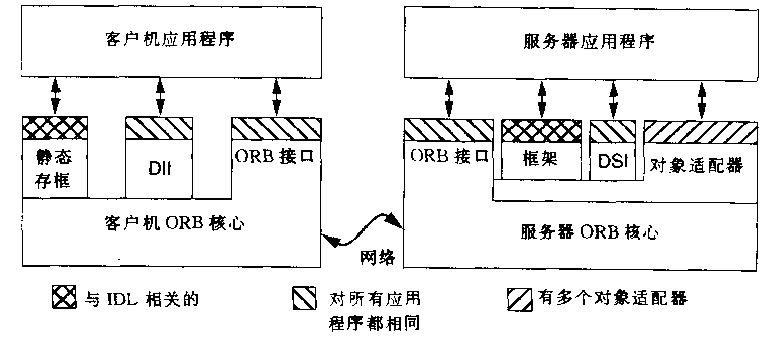 客户机应用程序
服务器应用程序
静态
存框
DII
ORB 接口
ORB 接口
框架
DSI
对象适配器
客户机 ORB 核心
服务器 ORB 核心
网络
与 IDL 相关的
对所有应用
程序都相同
有多个对象适配器